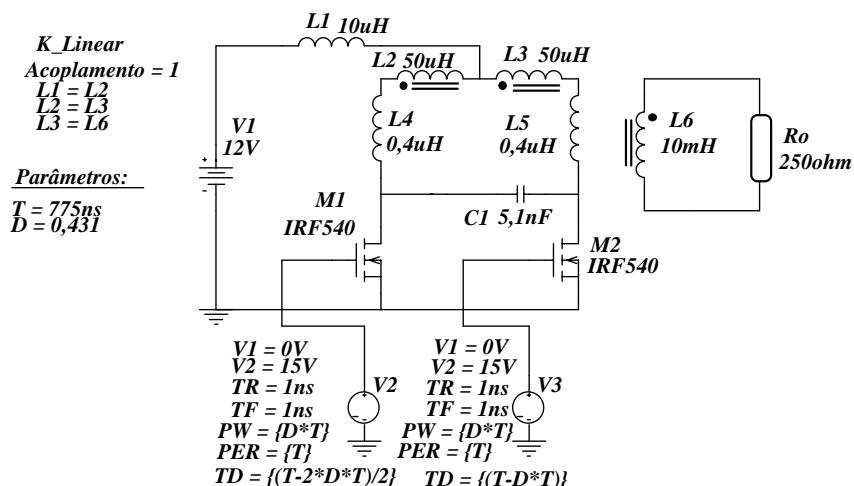 K_Linear
Acoplamento = 1
L1 = L2
L2 = L3
L3 = L6
Parâmetros:
T = 775ns
D = 0,431
L1
10uH
L2 50uH
L3 50uH
L4
0,4uH
L5
0,4uH
L6
10mH
Ro
250ohm
V1
12V
M1
IRF540
C1 5,1nF
M2
IRF540
V1 = 0V
V2 = 15V
TR = 1ns
TF = 1ns
PW = {D*T}
PER = {T}
TD = {(T-2*D*T)/2}
V2
V1 = 0V
V2 = 15V
TR = 1ns
TF = 1ns
PW = {D*T}
PER = {T}
TD = {(T-D*T)}
V3